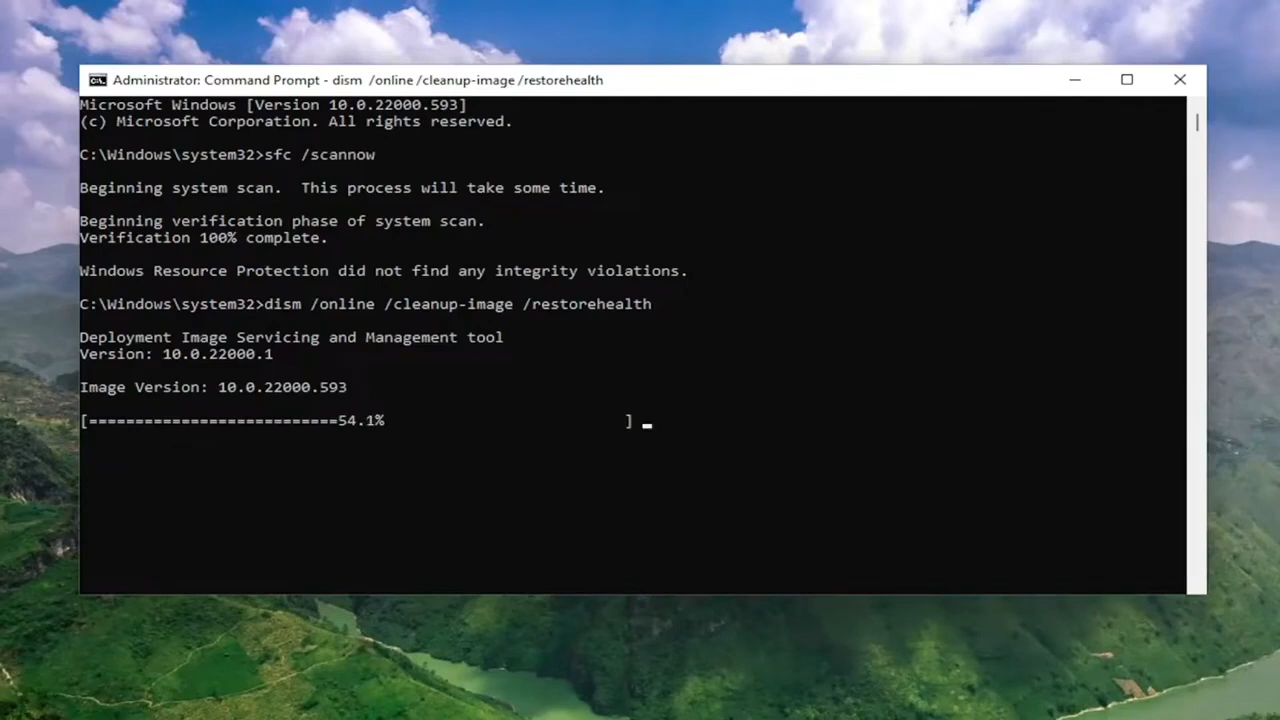 Administrator: Command Prompt - dism  /online /cleanup-image /restorehealth
Microsoft Windows [Version 10.0.22000.593]
(c) Microsoft Corporation. All rights reserved.
C:\Windows\system32>sfc /scannow
Beginning system scan.  This process will take some time.
Beginning verification phase of system scan.
Verification 100% complete.
Windows Resource Protection did not find any integrity violations.
C:\Windows\system32>dism /online /cleanup-image /restorehealth
Deployment Image Servicing and Management tool
Version: 10.0.22000.1
Image Version: 10.0.22000.593
[===========================54.1%                          ]